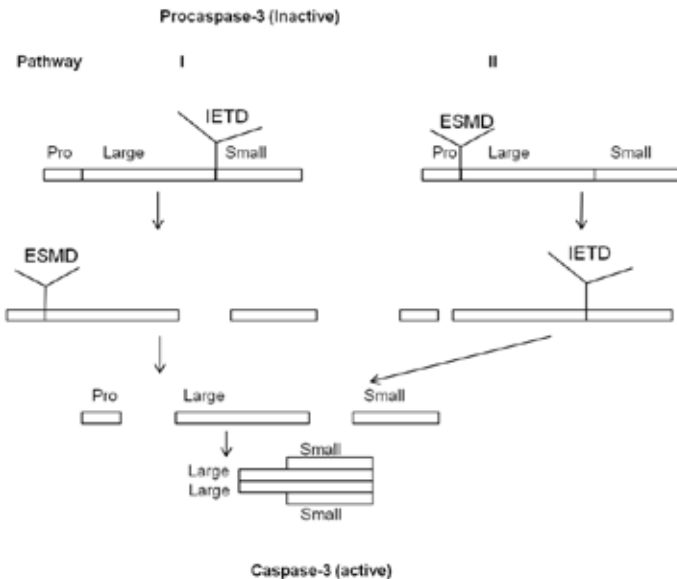 Procaspase-3 (Inactive)
Pathway I II
IETD
ESMD
Pro Large Small
Pro Large Small
ESMD
IETD
Pro Large Small
Small
Large
Large
Small
Caspase-3 (active)